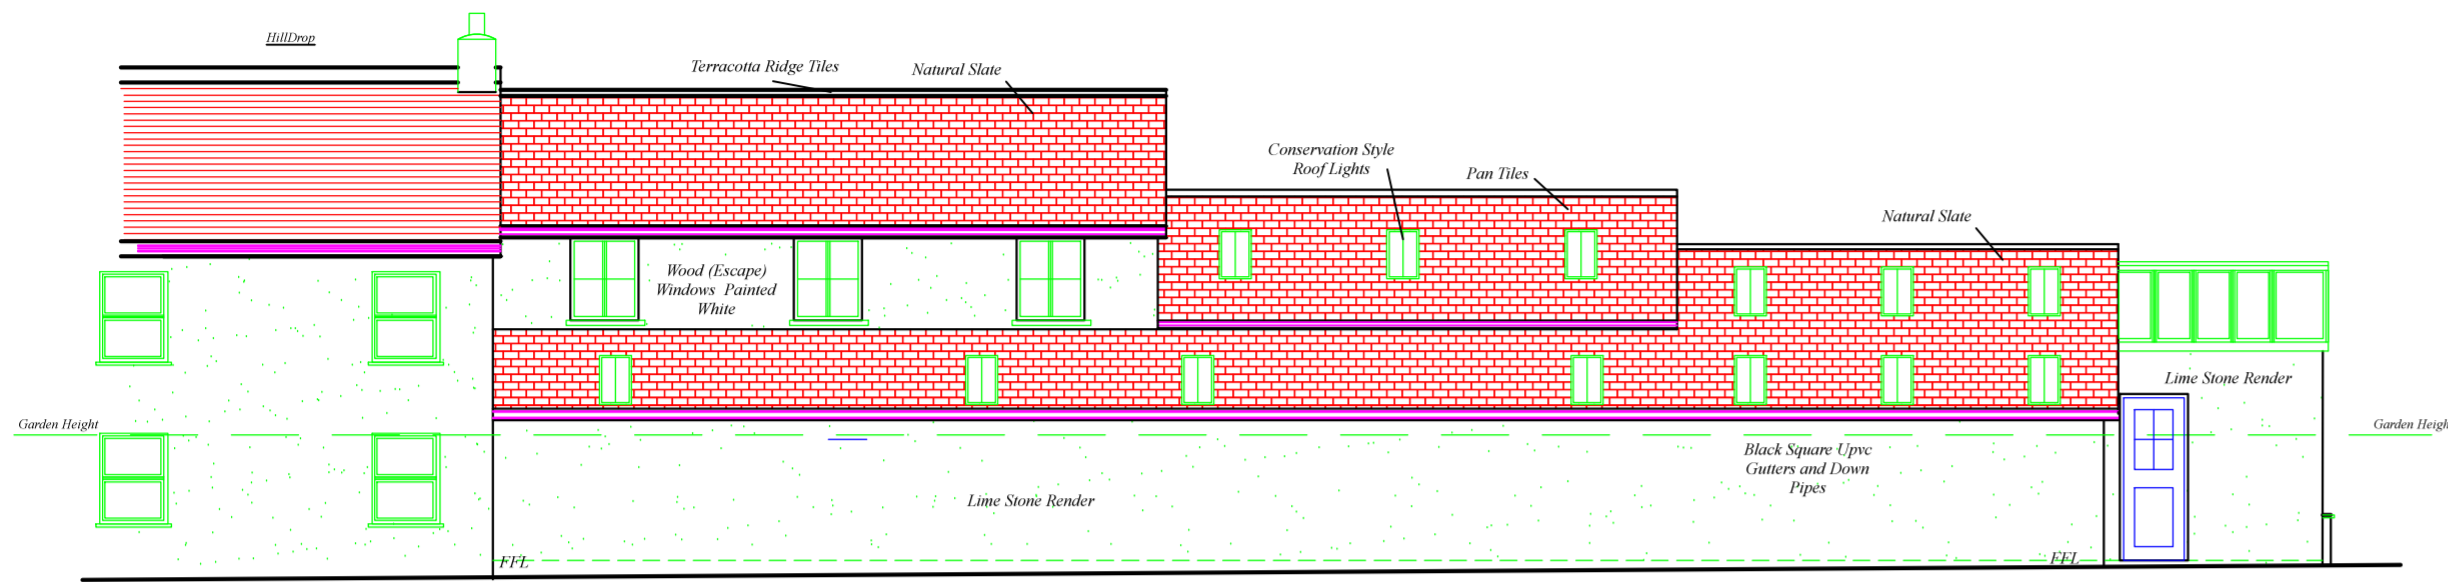 HillDrop
Terracotta Ridge Tiles
Natural Slate
Conservation Style
Roof Lights
Pan Tiles
Natural Slate
Wood (Escape)
Windows Painted
White
Lime Stone Render
Garden Height
Garden Heigh
Black Square Upvc
Gutters and Down
Pipes
Lime Stone Render
FFL
FFL